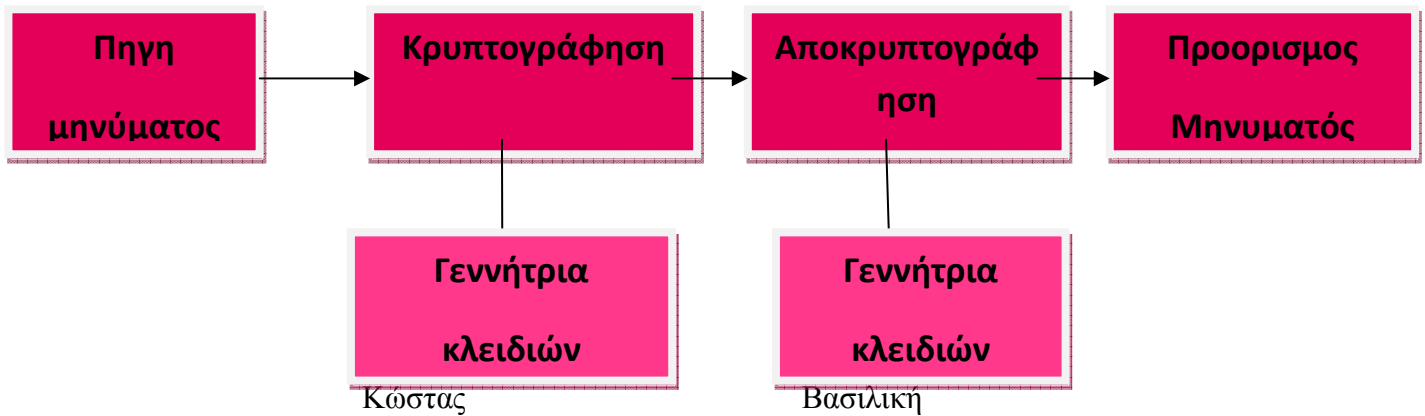 Πηγη
μηνύματος
Κρυπτογράφηση
Αποκρυπτογράφ
ηση
Προορισμος
Μηνυματός
Γεννήτρια
κλειδιών
Γεννήτρια
κλειδιών
Κώστας
Βασιλική